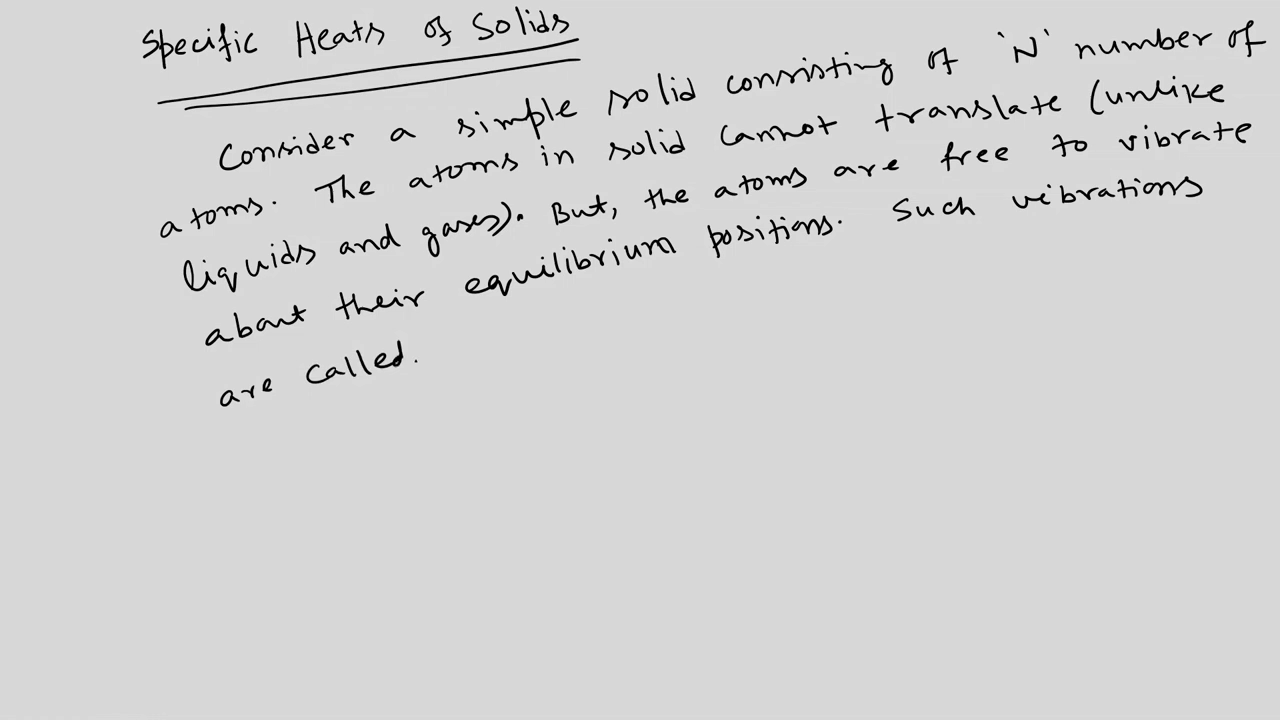 Specific Heats of Solids
Consider a simple solid consisting of 'N' number of
atoms. The atoms in solid cannot translate (unlike
liquids and gases). But, the atoms are free to vibrate
about their equilibrium positions. Such vibrations
are called.